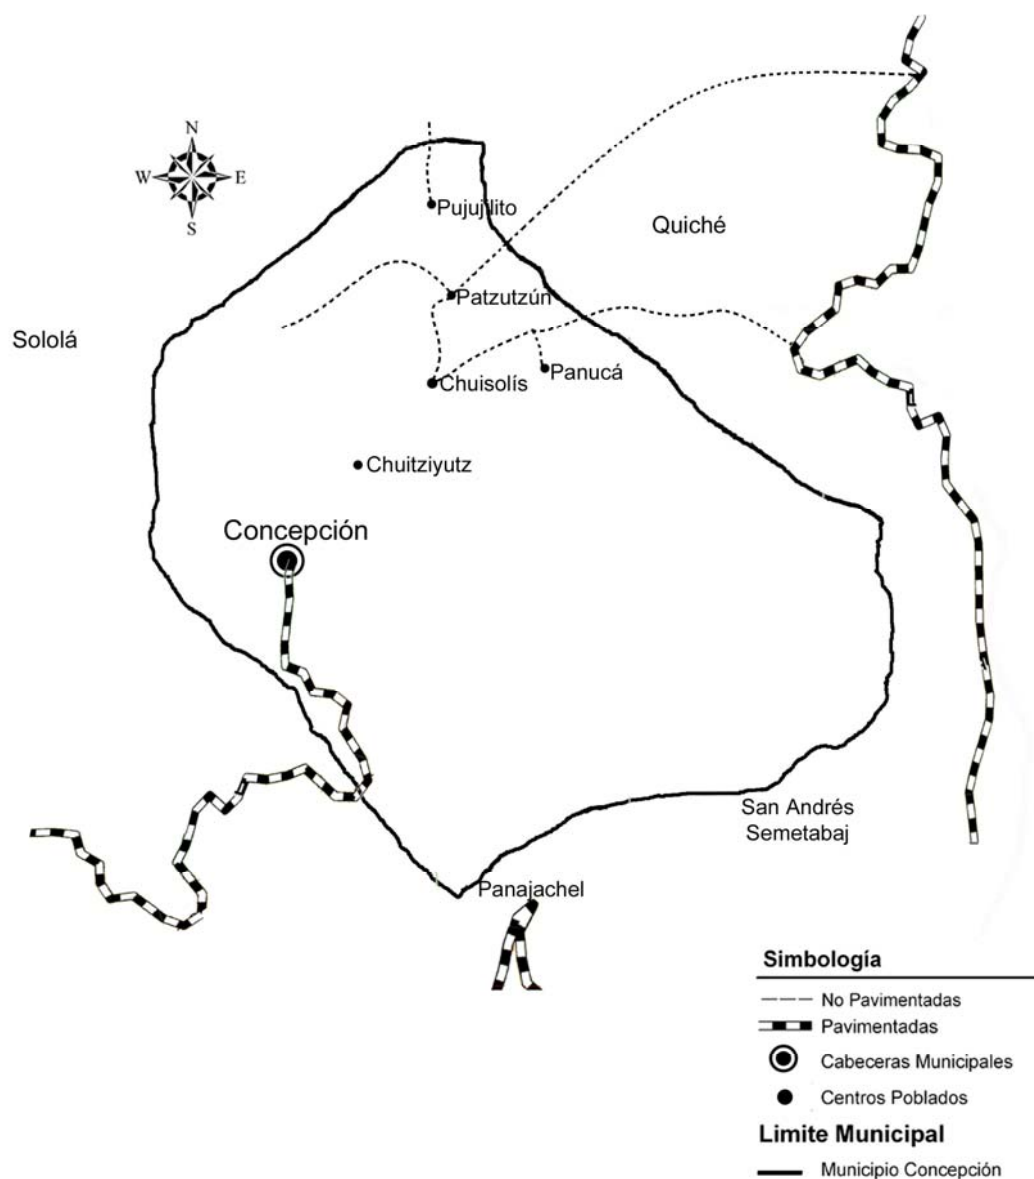 N
W E
S
Pujujilito
Quiché
Patzutzún
Sololá
Panucá
Chuisolís
Chuitziyutz
Concepción
San Andrés
Semetabaj
Panajachel
Simbología
No Pavimentadas
Pavimentadas
Cabeceras Municipales
Centros Poblados
Limite Municipal
Municipio Concepción